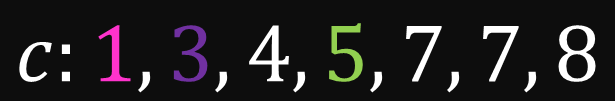 c: 1, 3, 4, 5, 7, 7, 8